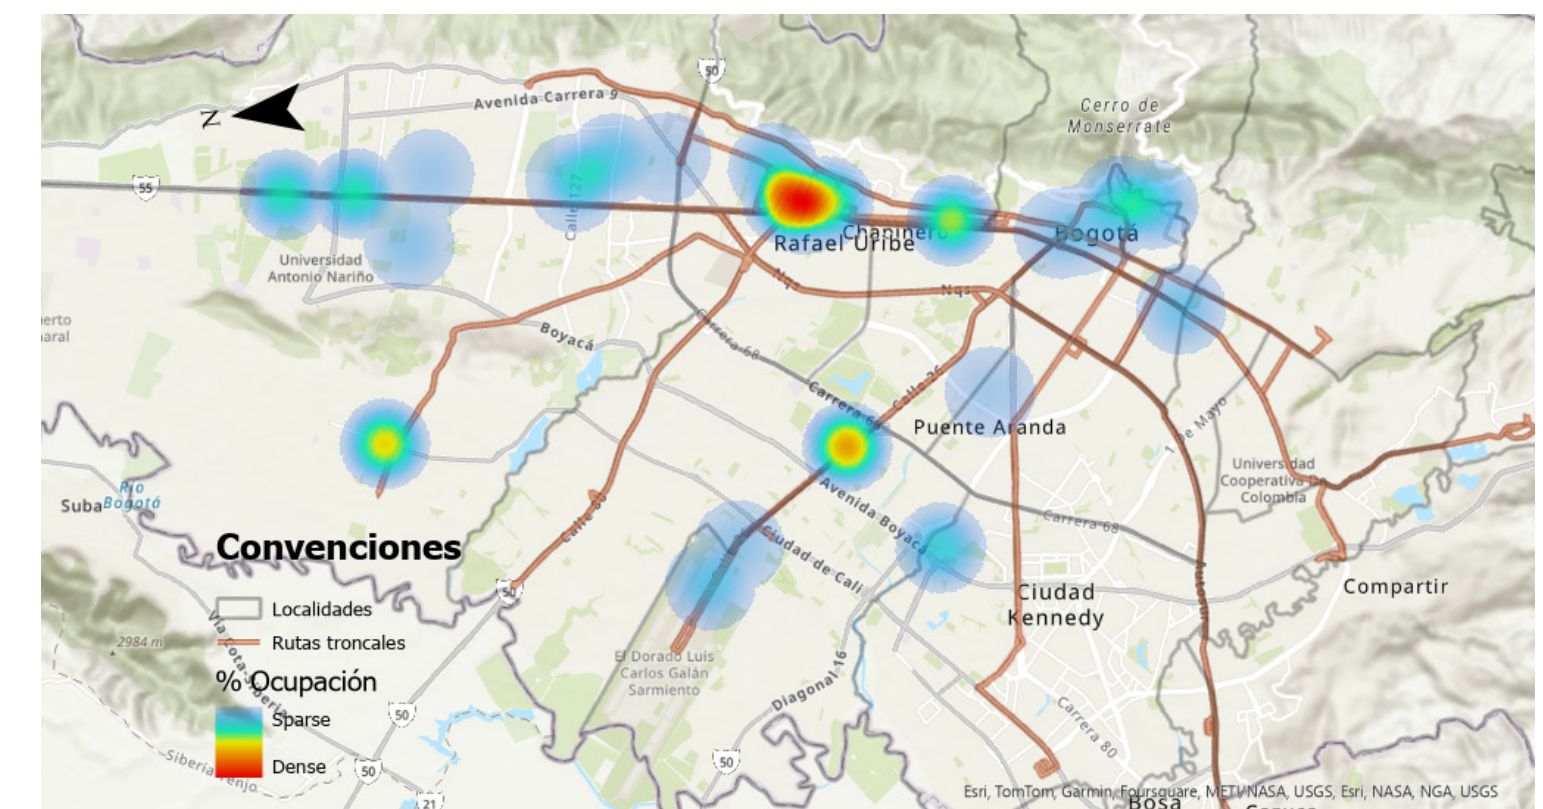 50
Avenida Carrera 9
Cerro de
Monserrate
N
55
Calle 127
Chapinero
Rafael Uribe
Bogotá
Universidad
Antonio Nariño
Nqs
Nqs
Boyacá
Carrera 68
Calle 26
Carrera 68
Puente Aranda
1 De Mayo
Universidad
Cooperativa De
Colombia
Suba
Río
Bogotá
Avenida Boyacá
Carrera 68
Ciudad de Cali
Convenciones
50
Ciudad
Kennedy
Compartir
Localidades
Rutas troncales
2984 m
El Dorado Luis
Carlos Galán
Sarmiento
Diagonal 16
% Ocupación
Sparse
50
Carrera 80
Dense
50
50
21
Esri, TomTom, Garmin, Foursquare, METI/NASA, USGS, Esri, NASA, NGA, USGS
Bosa